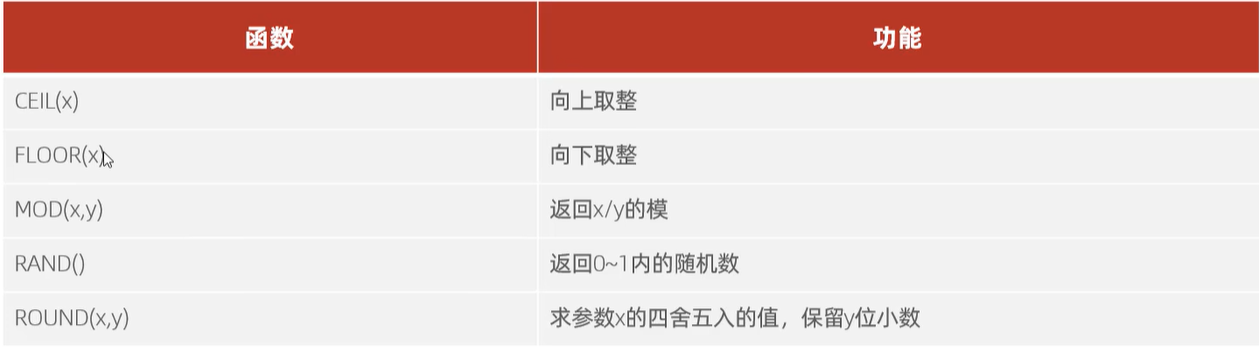 函数 功能
CEIL(x) 向上取整
FLOOR(x) 向下取整
MOD(x,y) 返回x/y的模
RAND() 返回0~1内的随机数
ROUND(x,y) 求参数x的四舍五入的值，保留y位小数